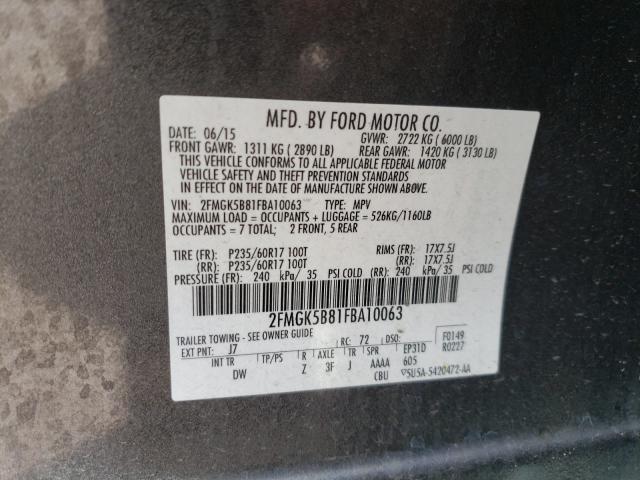 MFD. BY FORD MOTOR CO.
DATE: 06/15 GVWR: 2722 KG ( 6000 LB)
FRONT GAWR: 1311 KG ( 2890 LB) REAR GAWR: 1420 KG ( 3130 LB)
THIS VEHICLE CONFORMS TO ALL APPLICABLE FEDERAL MOTOR
VEHICLE SAFETY AND THEFT PREVENTION STANDARDS
IN EFFECT ON THE DATE OF MANUFACTURE SHOWN ABOVE.
VIN: 2FMGK5B81FBA10063 TYPE: MPV
MAXIMUM LOAD = OCCUPANTS + LUGGAGE = 526KG/1160LB
OCCUPANTS = 7 TOTAL; 2 FRONT, 5 REAR
TIRE (FR): P235/60R17 100T RIMS (FR): 17X7.5J
(RR): P235/60R17 100T (RR): 17X7.5J
PRESSURE (FR): 240 kPa/ 35 PSI COLD (RR): 240 kPa/ 35 PSI COLD
2FMGK5B81FBA10063
TRAILER TOWING - SEE OWNER GUIDE RC: 72 DSO: F0149
EXT PNT: J7 R0227
INT TR TP/PS R AXLE TR SPR EP31D
DW Z 3F J AAAA 605
CBU 5U5A-5420472-AA